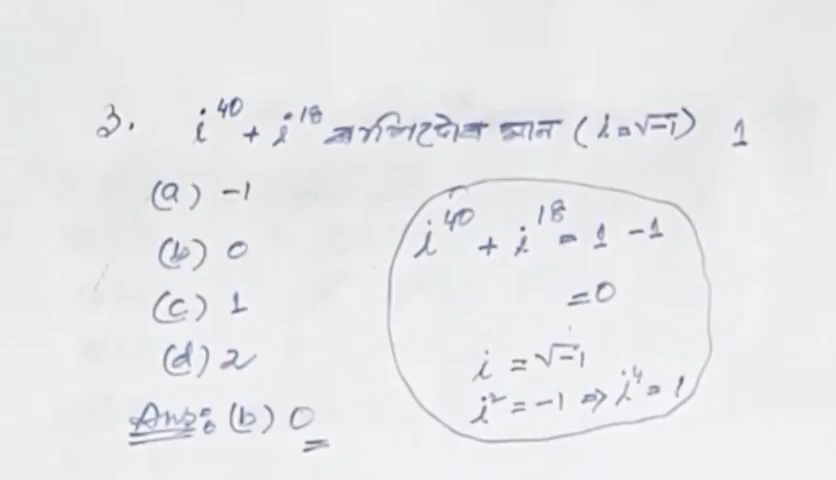 3. i⁴⁰ + i¹⁸ মান (i = √-1) 1
(a) -1
(b) 0
(c) 1
(d) 2
Ans: (b) 0
i⁴⁰ + i¹⁸ = 1 - 1
= 0
i = √-1
i² = -1 ⇒ i⁴ = 1